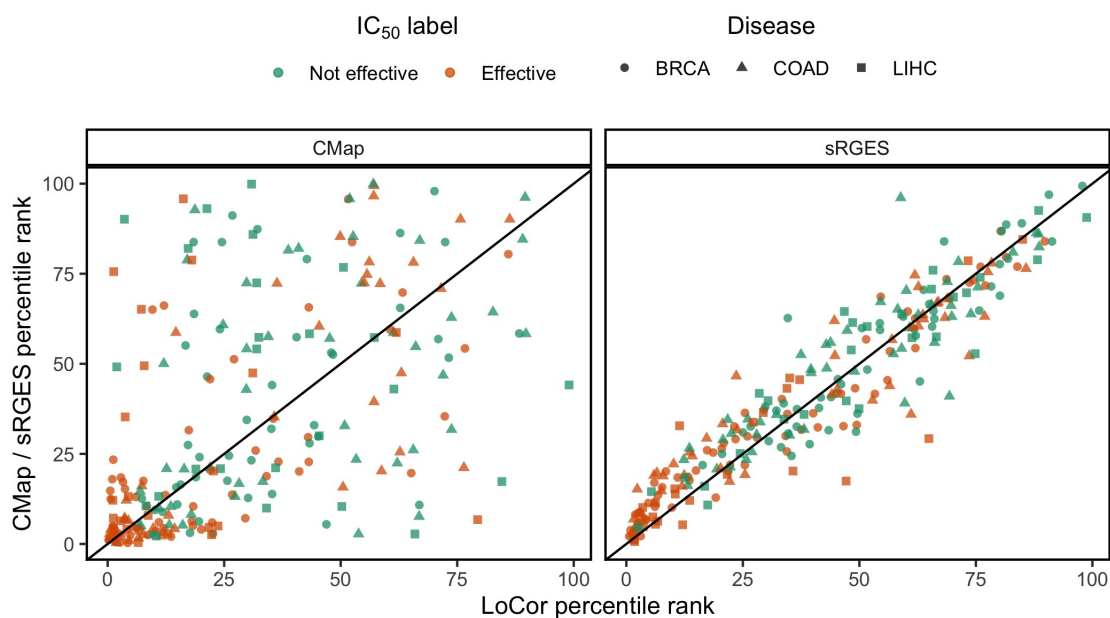 IC50 label
Disease
Not effective
Effective
BRCA
COAD
LIHC
CMap
sRGES
CMap / sRGES percentile rank
100
75
50
25
0
0 25 50 75 100
0 25 50 75 100
LoCor percentile rank